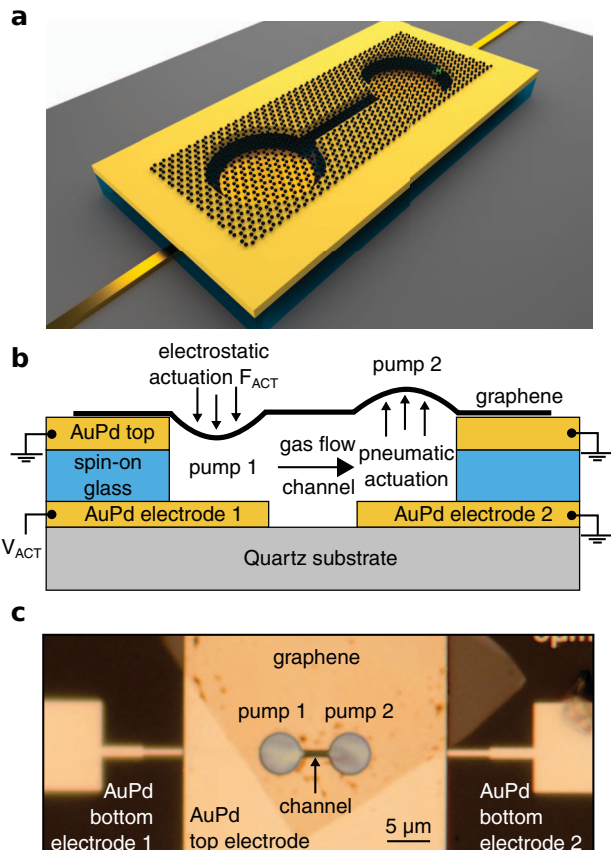 a
b
electrostatic
actuation F_ACT
pump 2
graphene
AuPd top
pump 1
gas flow
channel
pneumatic
actuation
spin-on
glass
AuPd electrode 1
AuPd electrode 2
V_ACT
Quartz substrate
c
graphene
pump 1 pump 2
channel
AuPd
bottom
electrode 1
AuPd
top electrode
5 μm
AuPd
bottom
electrode 2